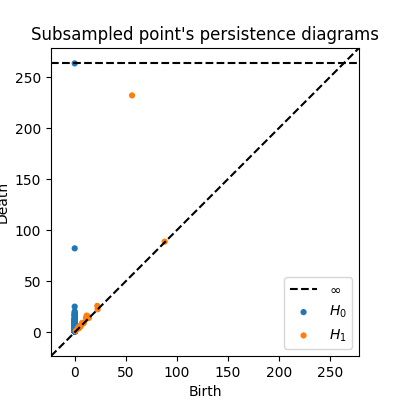 Subsampled point's persistence diagrams
250
200
150
100
50
0
Death
0 50 100 150 200 250
Birth
∞
H₀
H₁